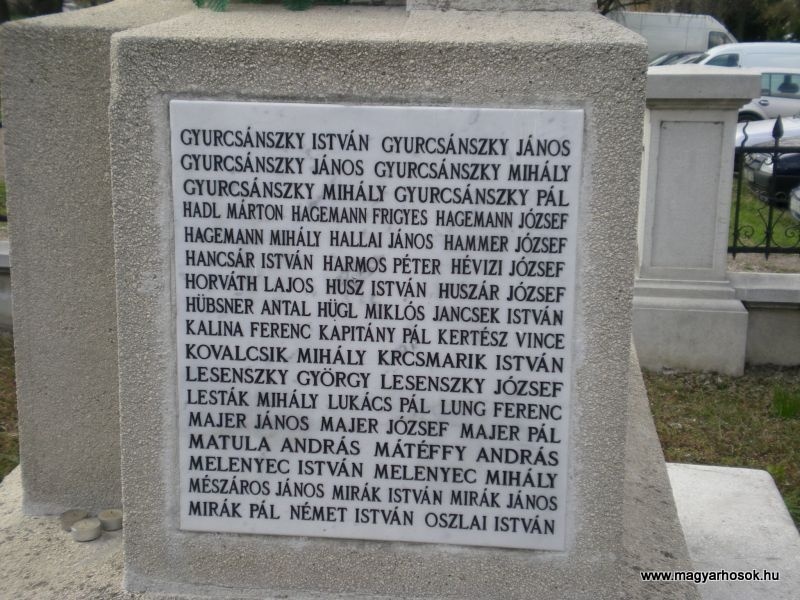 GYURCSÁNSZKY ISTVÁN GYURCSÁNSZKY JÁNOS
GYURCSÁNSZKY JÁNOS GYURCSÁNSZKY MIHÁLY
GYURCSÁNSZKY MIHÁLY GYURCSÁNSZKY PÁL
HADL MÁRTON HAGEMANN FRIGYES HAGEMANN JÓZSEF
HAGEMANN MIHÁLY HALLAI JÁNOS HAMMER JÓZSEF
HANCSÁR ISTVÁN HARMOS PÉTER HÉVIZI JÓZSEF
HORVÁTH LAJOS HUSZ ISTVÁN HUSZÁR JÓZSEF
HÜBSNER ANTAL HÜGL MIKLÓS JANCSEK ISTVÁN
KALINA FERENC KAPITÁNY PÁL KERTÉSZ VINCE
KOVALCSIK MIHÁLY KRCSMARIK ISTVÁN
LESENSZKY GYÖRGY LESENSZKY JÓZSEF
LESTÁK MIHÁLY LUKÁCS PÁL LUNG FERENC
MAJER JÁNOS MAJER JÓZSEF MAJER PÁL
MATULA ANDRÁS MÁTÉFFY ANDRÁS
MELENYEC ISTVÁN MELENYEC MIHÁLY
MÉSZÁROS JÁNOS MIRÁK ISTVÁN MIRÁK JÁNOS
MIRÁK PÁL NÉMET ISTVÁN OSZLAI ISTVÁN
www.magyarhosok.hu